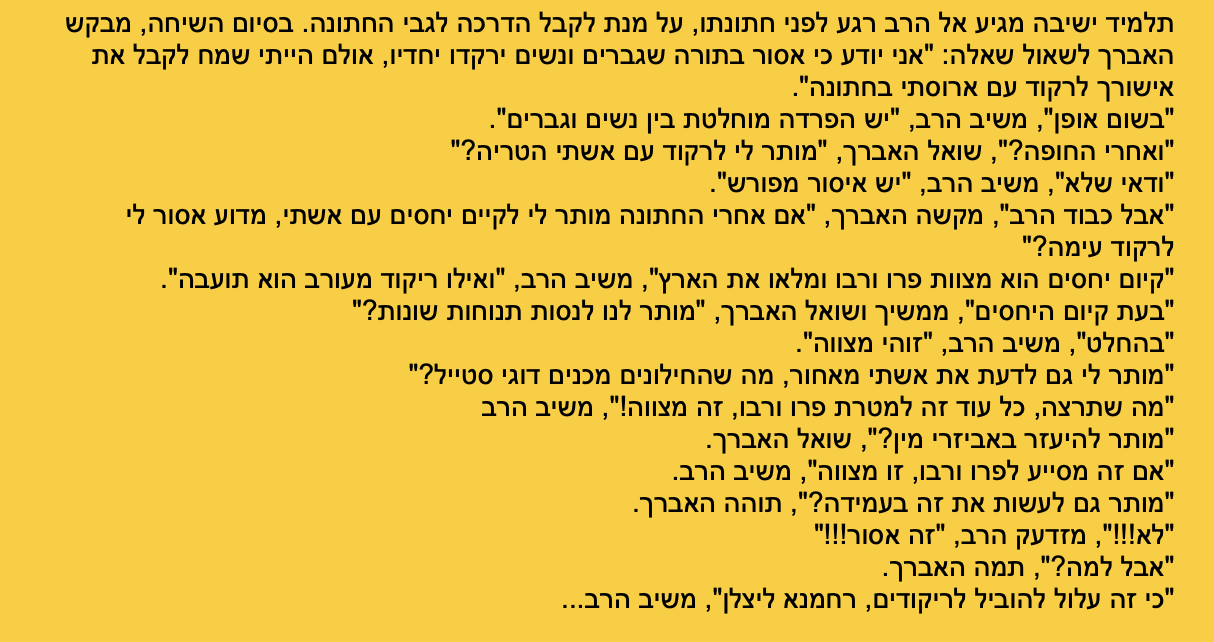 תלמיד ישיבה מגיע אל הרב רגע לפני חתונתו, על מנת לקבל הדרכה לגבי החתונה. בסיום השיחה, מבקש
האברך לשאול שאלה: "אני יודע כי אסור בתורה שגברים ונשים ירקדו יחדיו, אולם הייתי שמח לקבל את
אישורך לרקוד עם ארוסתי בחתונה".
"בשום אופן", משיב הרב, "יש הפרדה מוחלטת בין נשים וגברים".
"ואחרי החופה?", שואל האברך, "מותר לי לרקוד עם אשתי הטריה?"
"ודאי שלא", משיב הרב, "יש איסור מפורש".
"אבל כבוד הרב", מקשה האברך, "אם אחרי החתונה מותר לי לקיים יחסים עם אשתי, מדוע אסור לי
לרקוד עימה?"
"קיום יחסים הוא מצוות פרו ורבו ומלאו את הארץ", משיב הרב, "ואילו ריקוד מעורב הוא תועבה".
"בעת קיום היחסים", ממשיך ושואל האברך, "מותר לנו לנסות תנוחות שונות?"
"בהחלט", משיב הרב, "זוהי מצווה".
"מותר לי גם לדעת את אשתי מאחור, מה שהחילונים מכנים דוגי סטייל?"
"מה שתרצה, כל עוד זה למטרת פרו ורבו, זה מצווה!", משיב הרב
"מותר להיעזר באביזרי מין?", שואל האברך.
"אם זה מסייע לפרו ורבו, זו מצווה", משיב הרב.
"מותר גם לעשות את זה בעמידה?", תוהה האברך.
"לא!!!", מזדעק הרב, "זה אסור!!!"
"אבל למה?", תמה האברך.
"כי זה עלול להוביל לריקודים, רחמנא ליצלן", משיב הרב...